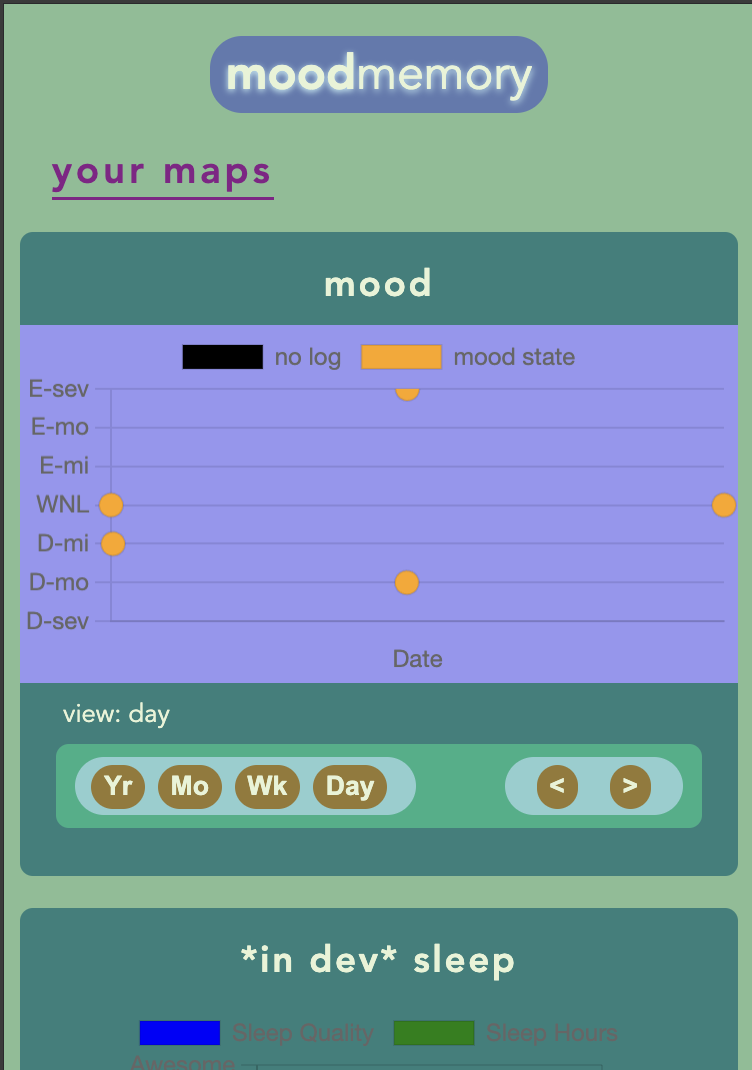 moodmemory
your maps
mood
no log mood state
E-sev
E-mo
E-mi
WNL
D-mi
D-mo
D-sev
Date
view: day
Yr Mo Wk Day < >
*in dev* sleep
Sleep Quality Sleep Hours
Awesome